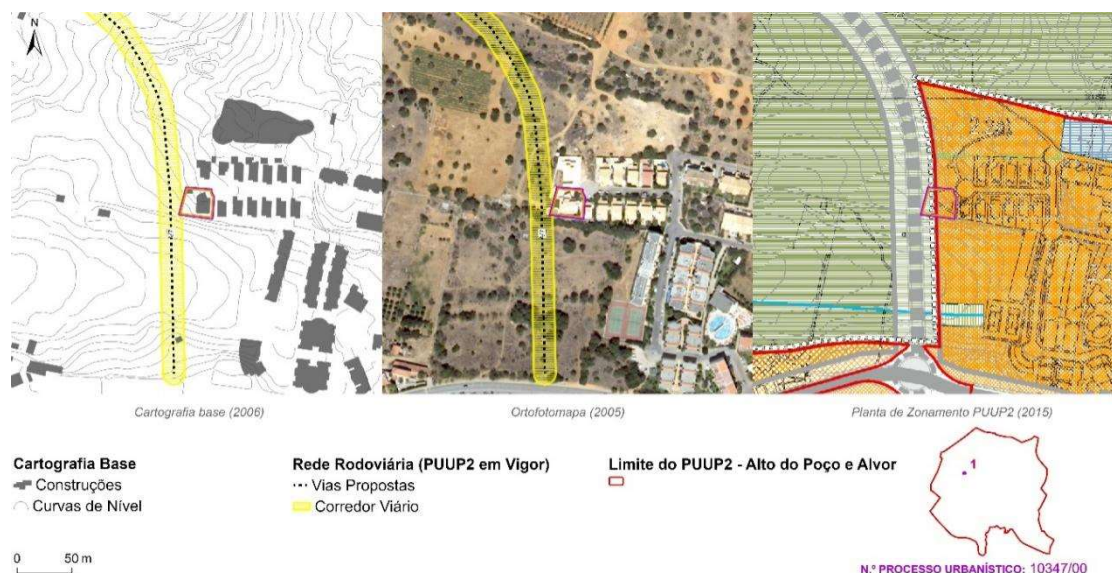 N
Cartografia base (2006)
Ortofotomapa (2005)
Planta de Zonamento PUUP2 (2015)
Cartografia Base
Construções
Curvas de Nível
Rede Rodoviária (PUUP2 em Vigor)
Vias Propostas
Corredor Viário
Limite do PUUP2 - Alto do Poço e Alvor
1
0 50 m
N.º PROCESSO URBANÍSTICO: 10347/00